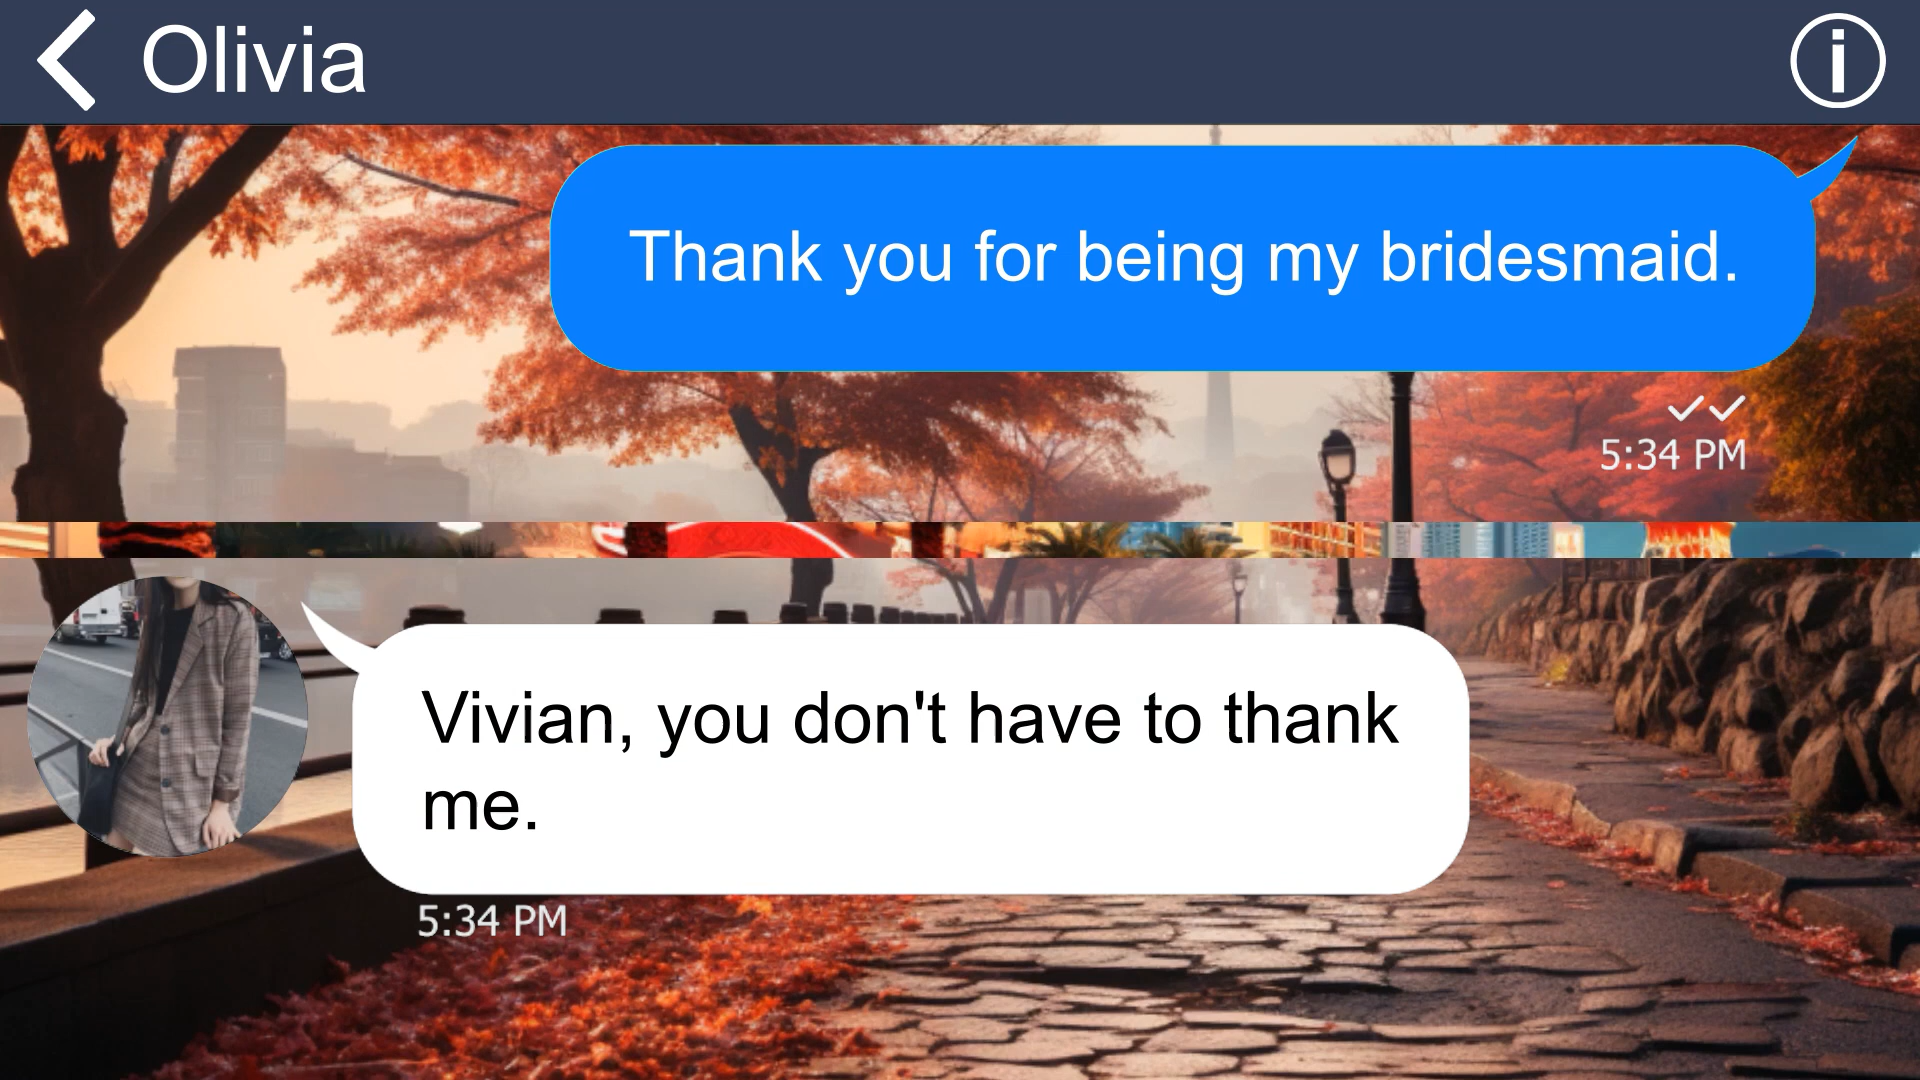 Olivia
Thank you for being my bridesmaid.
5:34 PM
Vivian, you don't have to thank
me.
5:34 PM